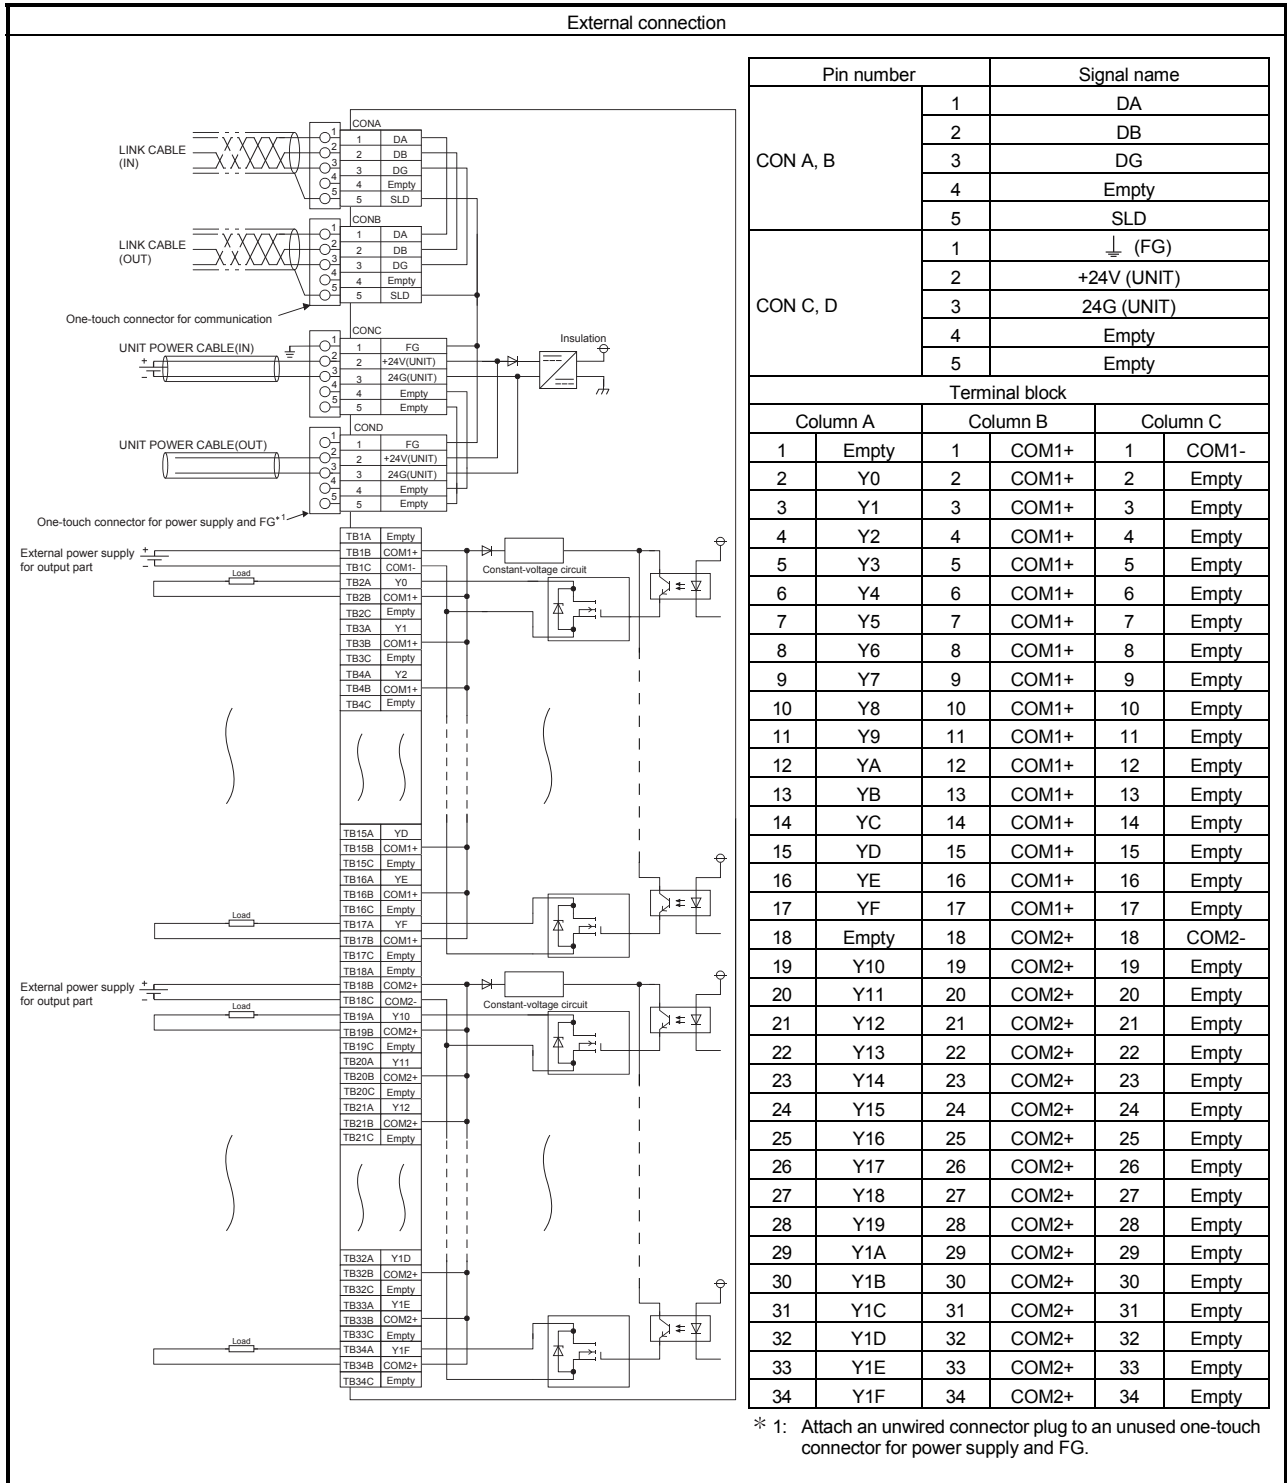 External connection
LINK CABLE
(IN)
1
2
3
4
5
CONA
1 DA
2 DB
3 DG
4 Empty
5 SLD
LINK CABLE
(OUT)
1
2
3
4
5
CONB
1 DA
2 DB
3 DG
4 Empty
5 SLD
One-touch connector for communication
UNIT POWER CABLE(IN)
+
-
1
2
3
4
5
CONC
1 FG
2 +24V(UNIT)
3 24G(UNIT)
4 Empty
5 Empty
Insulation
UNIT POWER CABLE(OUT)
1
2
3
4
5
COND
1 FG
2 +24V(UNIT)
3 24G(UNIT)
4 Empty
5 Empty
One-touch connector for power supply and FG*1
External power supply + -
for output part
Load
TB1A Empty
TB1B COM1+
TB1C COM1-
TB2A Y0
TB2B COM1+
TB2C Empty
TB3A Y1
TB3B COM1+
TB3C Empty
TB4A Y2
TB4B COM1+
TB4C Empty
Constant-voltage circuit
TB15A YD
TB15B COM1+
TB15C Empty
TB16A YE
TB16B COM1+
TB16C Empty
Load
TB17A YF
TB17B COM1+
TB17C Empty
TB18A Empty
External power supply + -
for output part
TB18B COM2+
TB18C COM2-
Constant-voltage circuit
Load
TB19A Y10
TB19B COM2+
TB19C Empty
TB20A Y11
TB20B COM2+
TB20C Empty
TB21A Y12
TB21B COM2+
TB21C Empty
TB32A Y1D
TB32B COM2+
TB32C Empty
TB33A Y1E
TB33B COM2+
TB33C Empty
Load
TB34A Y1F
TB34B COM2+
TB34C Empty
Pin number Signal name
CON A, B
1 DA
2 DB
3 DG
4 Empty
5 SLD
CON C, D
1 (FG)
2 +24V (UNIT)
3 24G (UNIT)
4 Empty
5 Empty
Terminal block
Column A Column B Column C
1 Empty 1 COM1+ 1 COM1-
2 Y0 2 COM1+ 2 Empty
3 Y1 3 COM1+ 3 Empty
4 Y2 4 COM1+ 4 Empty
5 Y3 5 COM1+ 5 Empty
6 Y4 6 COM1+ 6 Empty
7 Y5 7 COM1+ 7 Empty
8 Y6 8 COM1+ 8 Empty
9 Y7 9 COM1+ 9 Empty
10 Y8 10 COM1+ 10 Empty
11 Y9 11 COM1+ 11 Empty
12 YA 12 COM1+ 12 Empty
13 YB 13 COM1+ 13 Empty
14 YC 14 COM1+ 14 Empty
15 YD 15 COM1+ 15 Empty
16 YE 16 COM1+ 16 Empty
17 YF 17 COM1+ 17 Empty
18 Empty 18 COM2+ 18 COM2-
19 Y10 19 COM2+ 19 Empty
20 Y11 20 COM2+ 20 Empty
21 Y12 21 COM2+ 21 Empty
22 Y13 22 COM2+ 22 Empty
23 Y14 23 COM2+ 23 Empty
24 Y15 24 COM2+ 24 Empty
25 Y16 25 COM2+ 25 Empty
26 Y17 26 COM2+ 26 Empty
27 Y18 27 COM2+ 27 Empty
28 Y19 28 COM2+ 28 Empty
29 Y1A 29 COM2+ 29 Empty
30 Y1B 30 COM2+ 30 Empty
31 Y1C 31 COM2+ 31 Empty
32 Y1D 32 COM2+ 32 Empty
33 Y1E 33 COM2+ 33 Empty
34 Y1F 34 COM2+ 34 Empty
* 1: Attach an unwired connector plug to an unused one-touch
connector for power supply and FG.